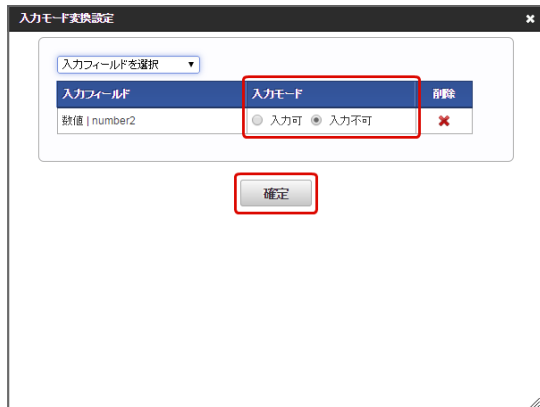 入力モード変換設定
入力フィールドを選択
入力フィールド 入力モード 削除
数値 | number2 入力可 入力不可
確定